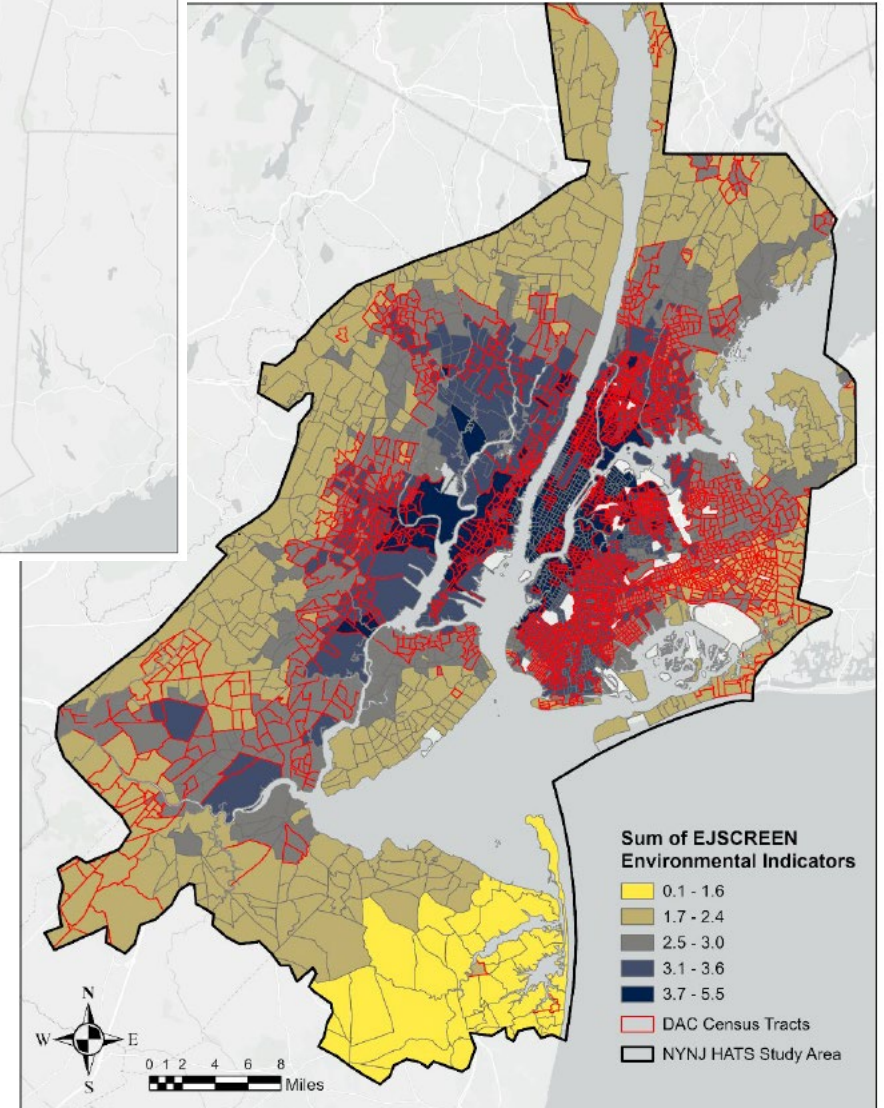 Sum of EJSCREEN
Environmental Indicators
0.1 - 1.6
1.7 - 2.4
2.5 - 3.0
3.1 - 3.6
3.7 - 5.5
DAC Census Tracts
NYNJ HATS Study Area
N
W E
S
0 1 2 4 6 8
Miles